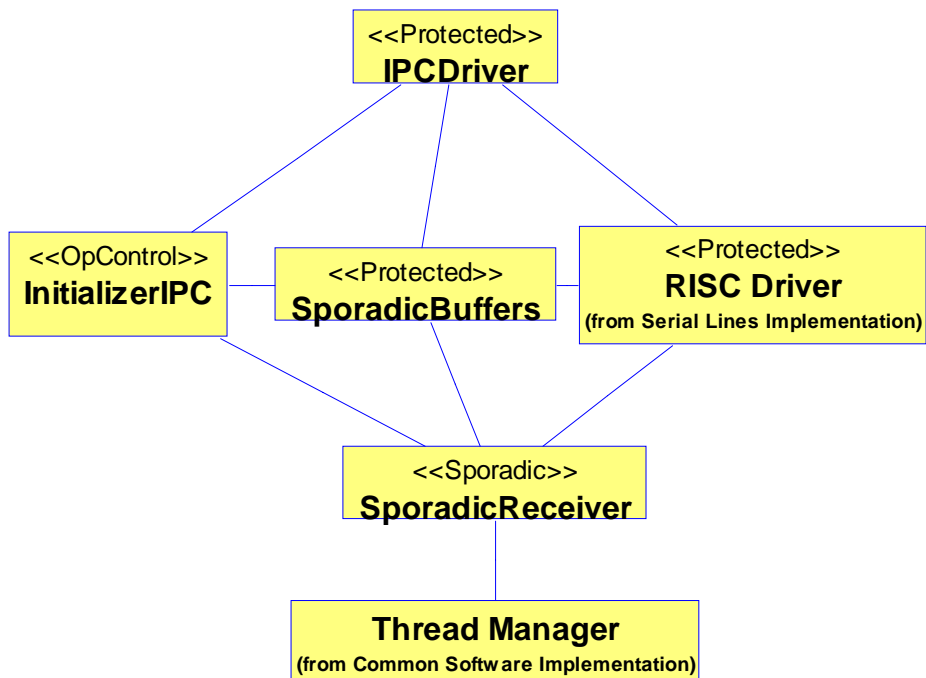 <<Protected>>
IPCDriver
<<OpControl>>
InitializerIPC
<<Protected>>
SporadicBuffers
<<Protected>>
RISC Driver
(from Serial Lines Implementation)
<<Sporadic>>
SporadicReceiver
Thread Manager
(from Common Software Implementation)